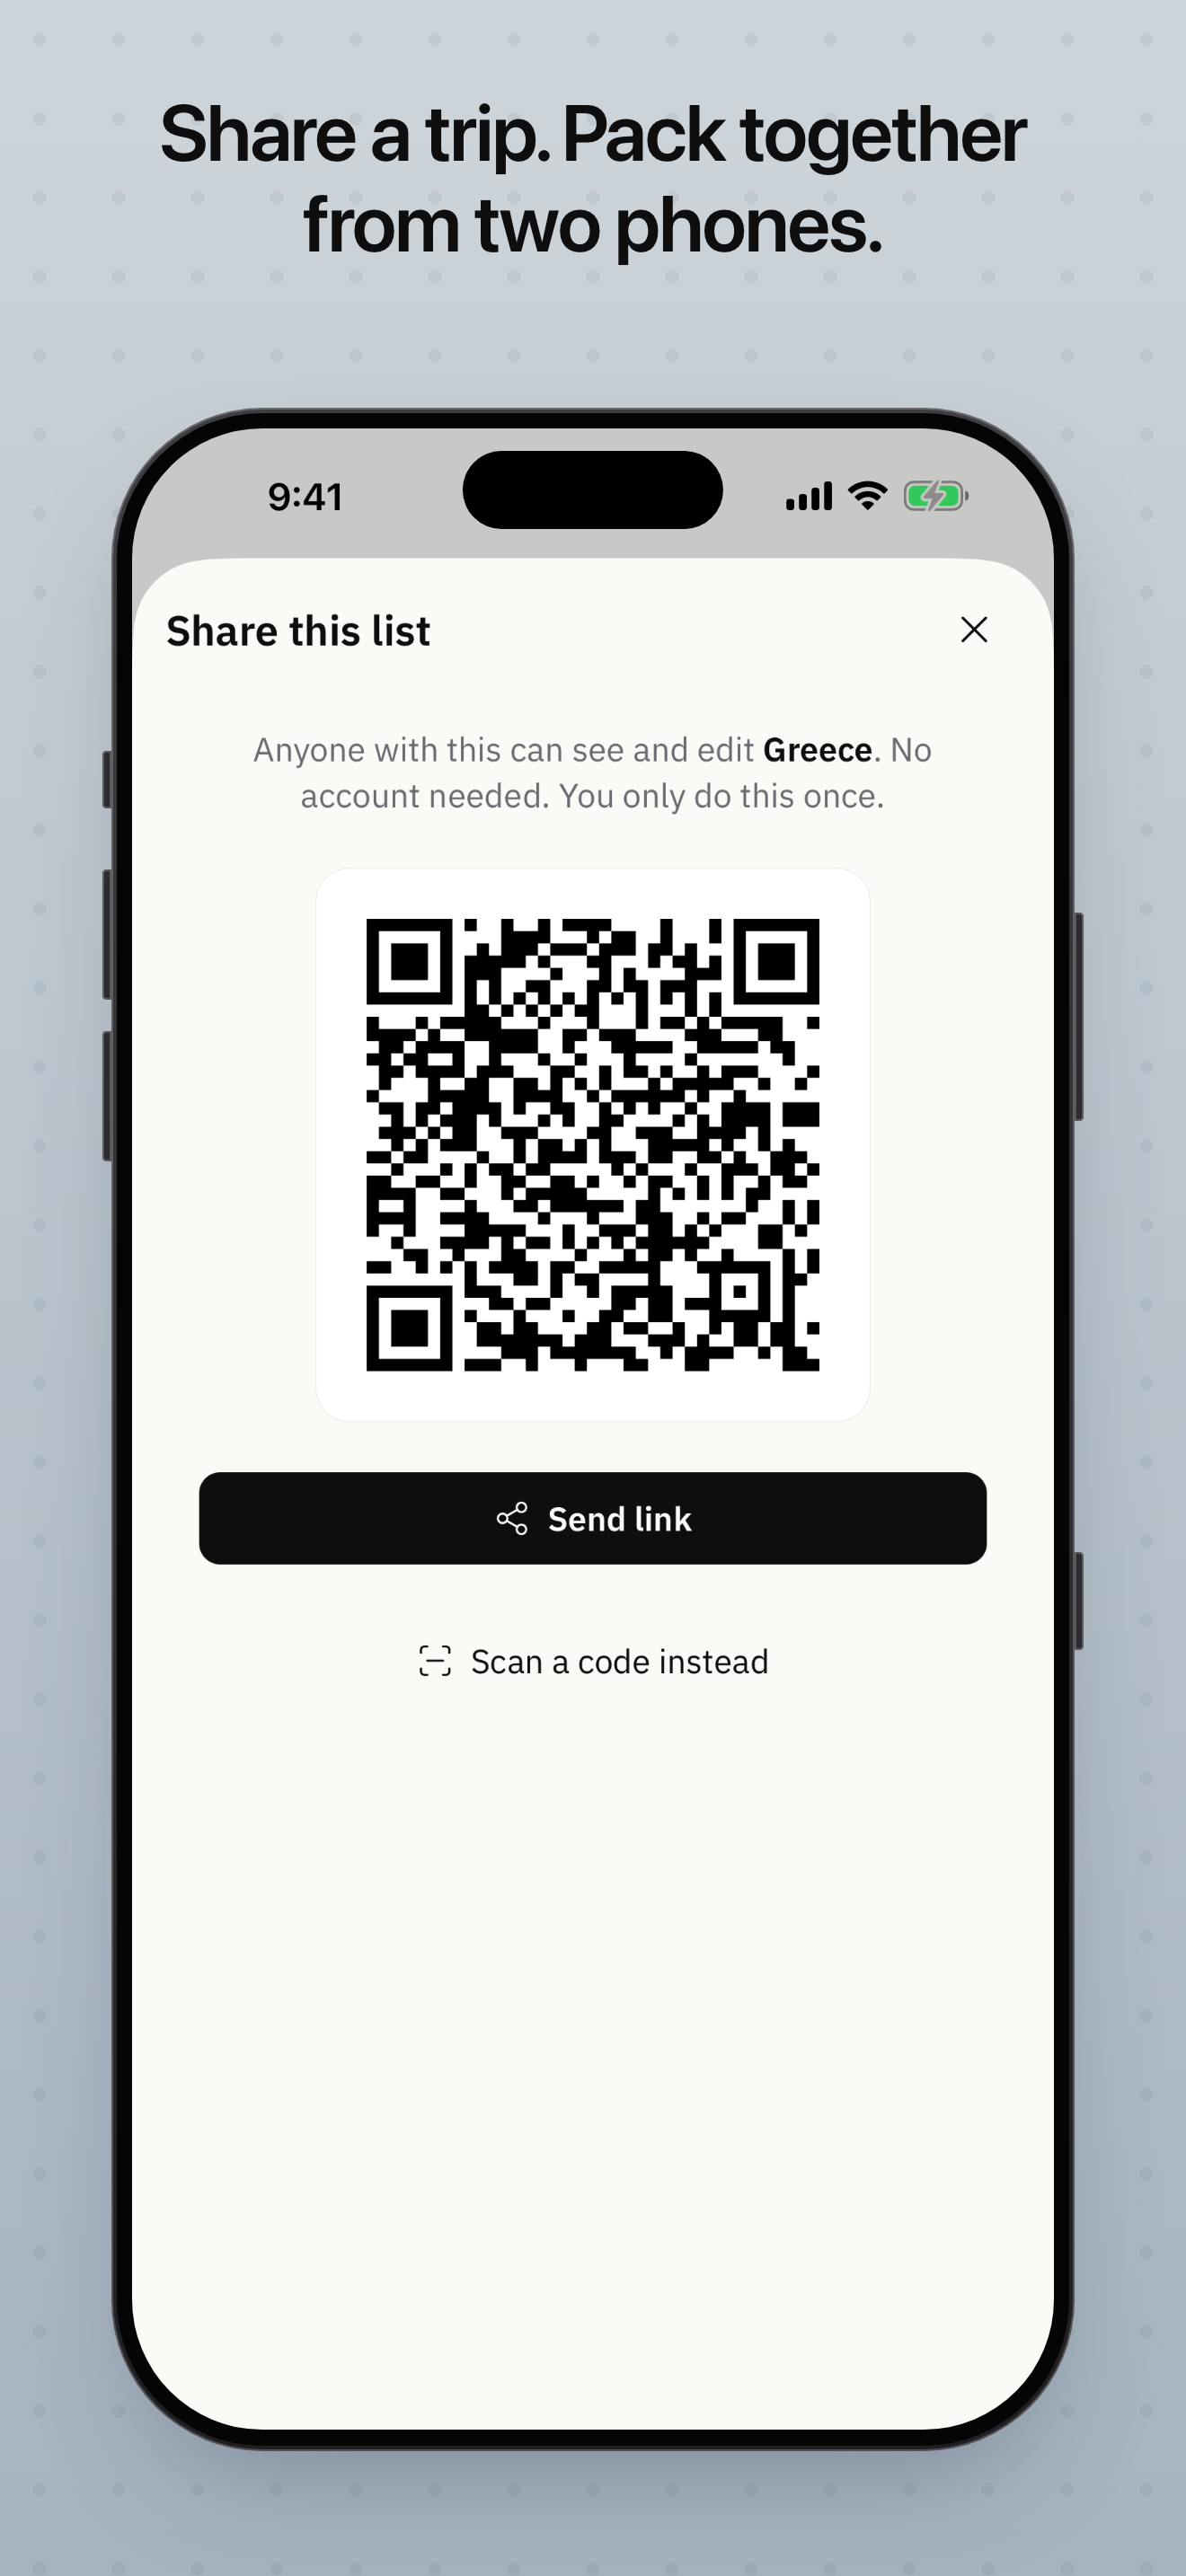 Share a trip. Pack together
from two phones.
9:41
Share this list
Anyone with this can see and edit Greece. No
account needed. You only do this once.
Send link
Scan a code instead